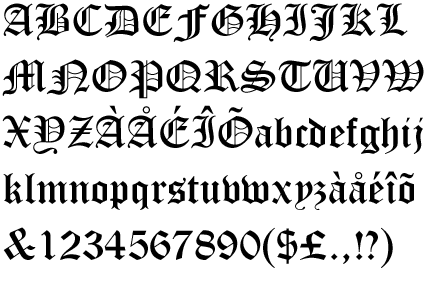 ABCDEFGHIJKL
MNOPQRSTUVW
XYZÀÅÉÎÕabcdefghij
klmnopqrstuvwxyzàåéîõ
&1234567890($£.,!?)